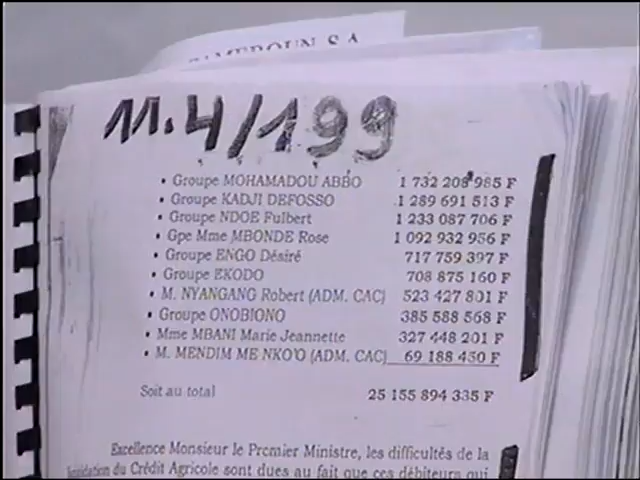 CAMEROUN S.A
M.4/199
• Groupe MOHAMADOU ABBO 1 732 208 985 F
• Groupe KADJI DEFOSSO 1 289 691 513 F
• Groupe NDOE Fulbert 1 233 087 706 F
• Gpe Mme MBONDE Rose 1 092 932 956 F
• Groupe ENGO Désiré 717 759 397 F
• Groupe EKODO 708 875 160 F
• M. NYANGANG Robert (ADM. CAC) 523 427 801 F
• Groupe ONOBIONO 385 588 568 F
• Mme MBANI Marie Jeannette 327 448 201 F
• M. MENDIM ME NKO'O (ADM. CAC) 69 188 450 F
Soit au total 25 155 894 335 F
Excellence Monsieur le Premier Ministre, les difficultés de la
liquidation du Crédit Agricole sont dues au fait que ces débiteurs qui